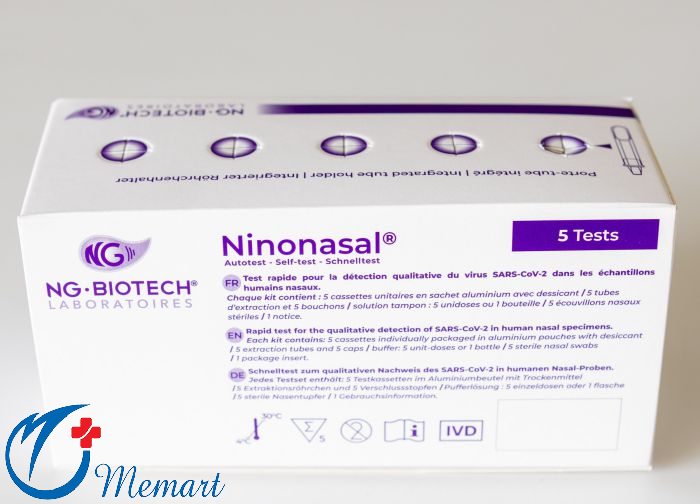 NG·BIOTECH®
LABORATOIRES
Porte-tube intégré / Integrated tube holder / Integrierter Röhrchenhalter
NG
NG·BIOTECH®
LABORATOIRES
Ninonasal®
Autotest - Self-test - Schnelltest
5 Tests
FR Test rapide pour la détection qualitative du virus SARS-CoV-2 dans les échantillons
humains nasaux.
Chaque kit contient : 5 cassettes unitaires en sachet aluminium avec dessicant / 5 tubes
d'extraction et 5 bouchons / solution tampon : 5 unidoses ou 1 bouteille / 5 écouvillons nasaux
stériles / 1 notice.
EN Rapid test for the qualitative detection of SARS-CoV-2 in human nasal specimens.
Each kit contains: 5 cassettes individually packaged in aluminium pouches with desiccant
/ 5 extraction tubes and 5 caps / buffer: 5 unit-doses or 1 bottle / 5 sterile nasal swabs
/ 1 package insert.
DE Schnelltest zum qualitativen Nachweis des SARS-CoV-2 in humanen Nasal-Proben.
Jedes Testset enthält: 5 Testkassetten im Aluminiumbeutel mit Trockenmittel
/ 5 Extraktionsröhrchen und 5 Verschlussstopfen / Pufferlösung : 5 einzeldosen oder 1 flasche
/ 5 sterile Nasentupfer / 1 Gebrauchsinformation.
4°C 30°C
Σ 5
2
i
IVD
Memart